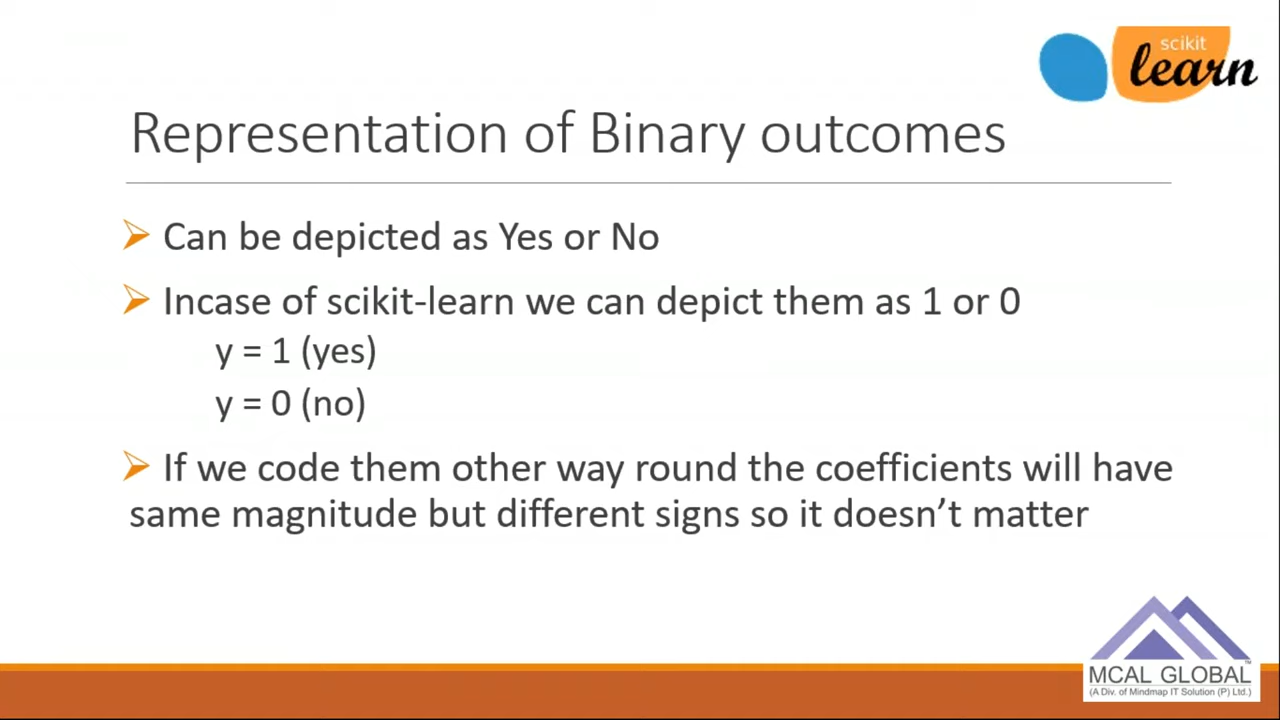 scikit
learn
Representation of Binary outcomes
Can be depicted as Yes or No
Incase of scikit-learn we can depict them as 1 or 0
y = 1 (yes)
y = 0 (no)
If we code them other way round the coefficients will have
same magnitude but different signs so it doesn’t matter
MCAL GLOBAL™
(A Div. of Mindmap IT Solution (P) Ltd.)